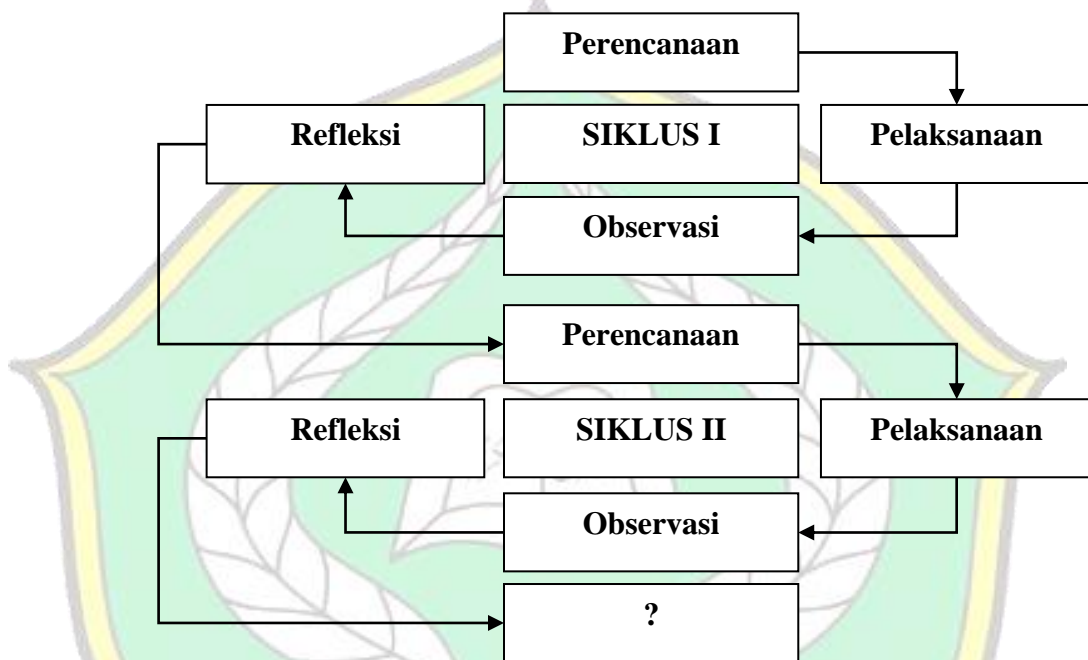 Perencanaan
Refleksi
SIKLUS I
Pelaksanaan
Observasi
Perencanaan
Refleksi
SIKLUS II
Pelaksanaan
Observasi
?